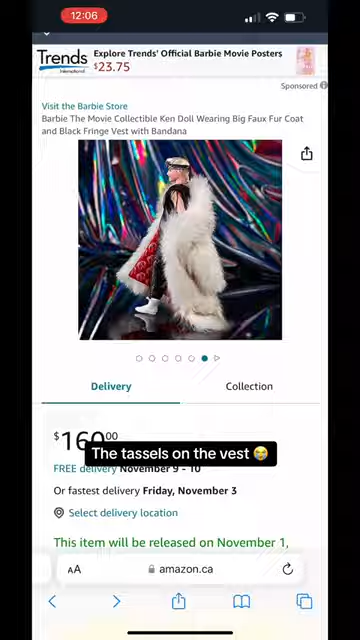 12:06
Trends
International
Explore Trends' Official Barbie Movie Posters
$23.75
Sponsored
Visit the Barbie Store
Barbie The Movie Collectible Ken Doll Wearing Big Faux Fur Coat
and Black Fringe Vest with Bandana
Delivery
Collection
$160.00
The tassels on the vest 😭
FREE delivery November 9 - 10
Or fastest delivery Friday, November 3
Select delivery location
This item will be released on November 1,
AA
amazon.ca